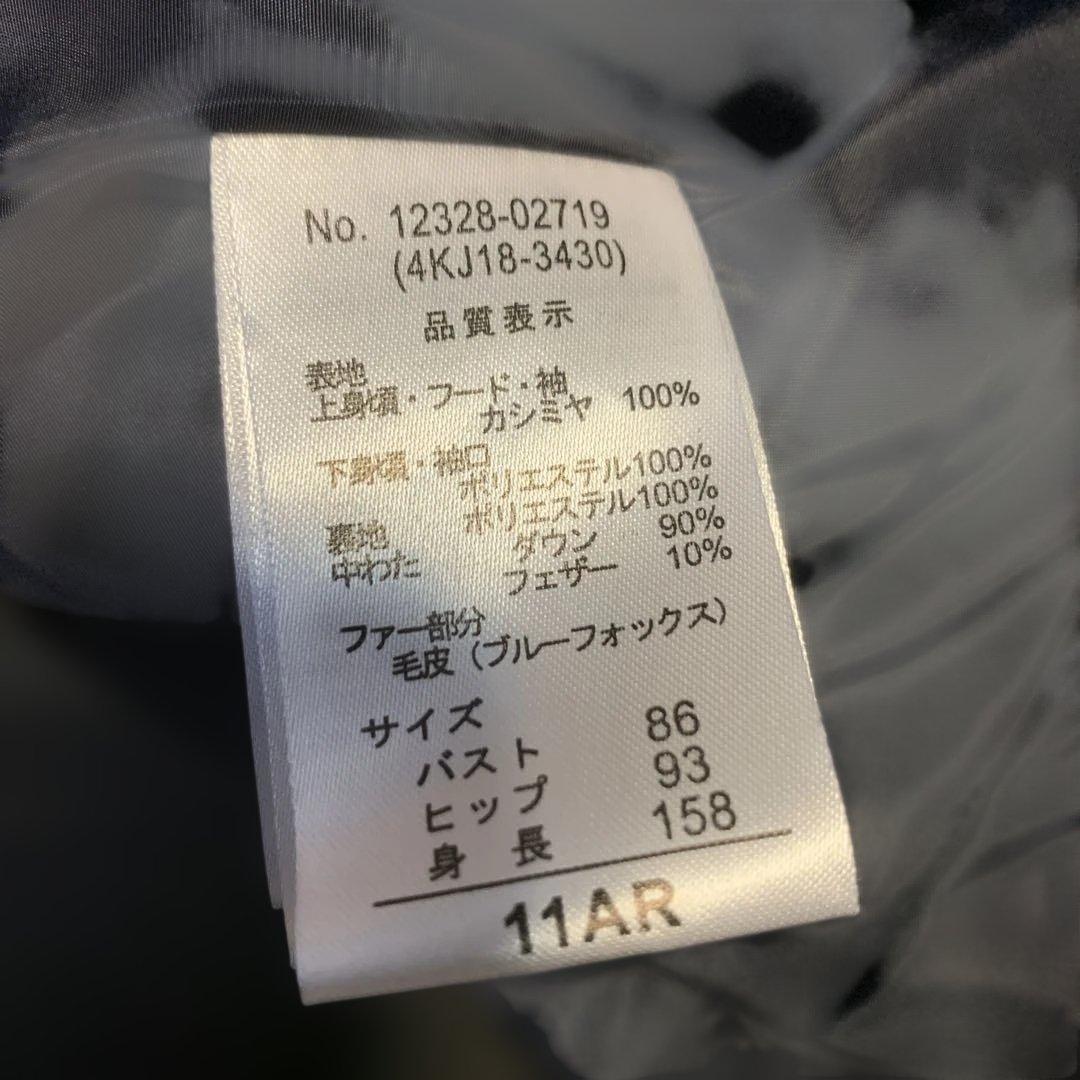 No. 12328-02719
(4KJ18-3430)
品質表示
表地
上身頃・フード・袖
カシミヤ 100%
下身頃・袖口
ポリエステル100%
裏地 ポリエステル100%
中わた ダウン 90%
フェザー 10%
ファー部分
毛皮(ブルーフォックス)
サイズ
バスト 86
ヒップ 93
身長 158
11AR